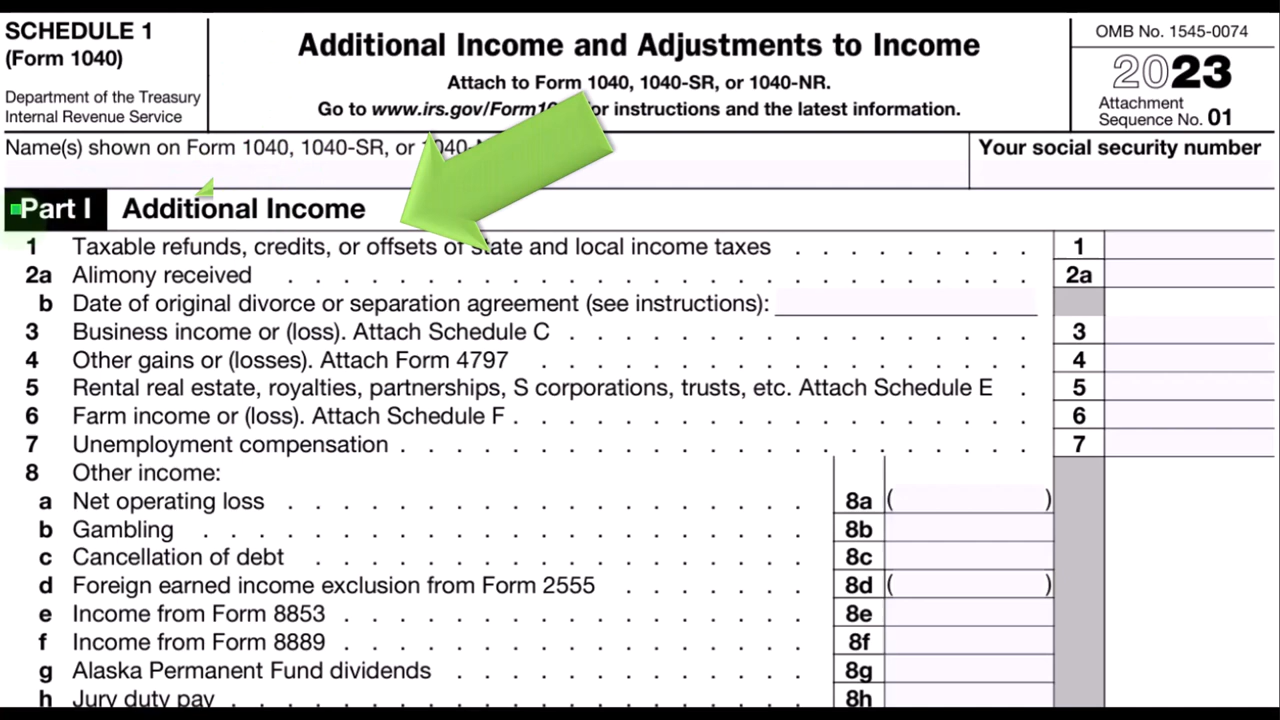 SCHEDULE 1
(Form 1040)
Department of the Treasury
Internal Revenue Service
Additional Income and Adjustments to Income
Attach to Form 1040, 1040-SR, or 1040-NR.
Go to www.irs.gov/Form10 or instructions and the latest information.
OMB No. 1545-0074
2023
Attachment
Sequence No. 01
Name(s) shown on Form 1040, 1040-SR, or 1040-N
Your social security number
Part I Additional Income
1 Taxable refunds, credits, or offsets of state and local income taxes . . . . . . . . . 1
2a Alimony received . . . . . . . . . . . . . . . . . . . . . . . . . . . 2a
b Date of original divorce or separation agreement (see instructions):
3 Business income or (loss). Attach Schedule C . . . . . . . . . . . . . . . . . 3
4 Other gains or (losses). Attach Form 4797 . . . . . . . . . . . . . . . . . . 4
5 Rental real estate, royalties, partnerships, S corporations, trusts, etc. Attach Schedule E . 5
6 Farm income or (loss). Attach Schedule F . . . . . . . . . . . . . . . . . . . 6
7 Unemployment compensation . . . . . . . . . . . . . . . . . . . . . . . 7
8 Other income:
a Net operating loss . . . . . . . . . . . . . . . . . . . 8a ( )
b Gambling . . . . . . . . . . . . . . . . . . . . . . 8b
c Cancellation of debt . . . . . . . . . . . . . . . . . . 8c
d Foreign earned income exclusion from Form 2555 . . . . . . . 8d ( )
e Income from Form 8853 . . . . . . . . . . . . . . . . . 8e
f Income from Form 8889 . . . . . . . . . . . . . . . . . 8f
g Alaska Permanent Fund dividends . . . . . . . . . . . . . 8g
h Jury duty pay . . . . . . . . . . . . . . . . . . . . . 8h